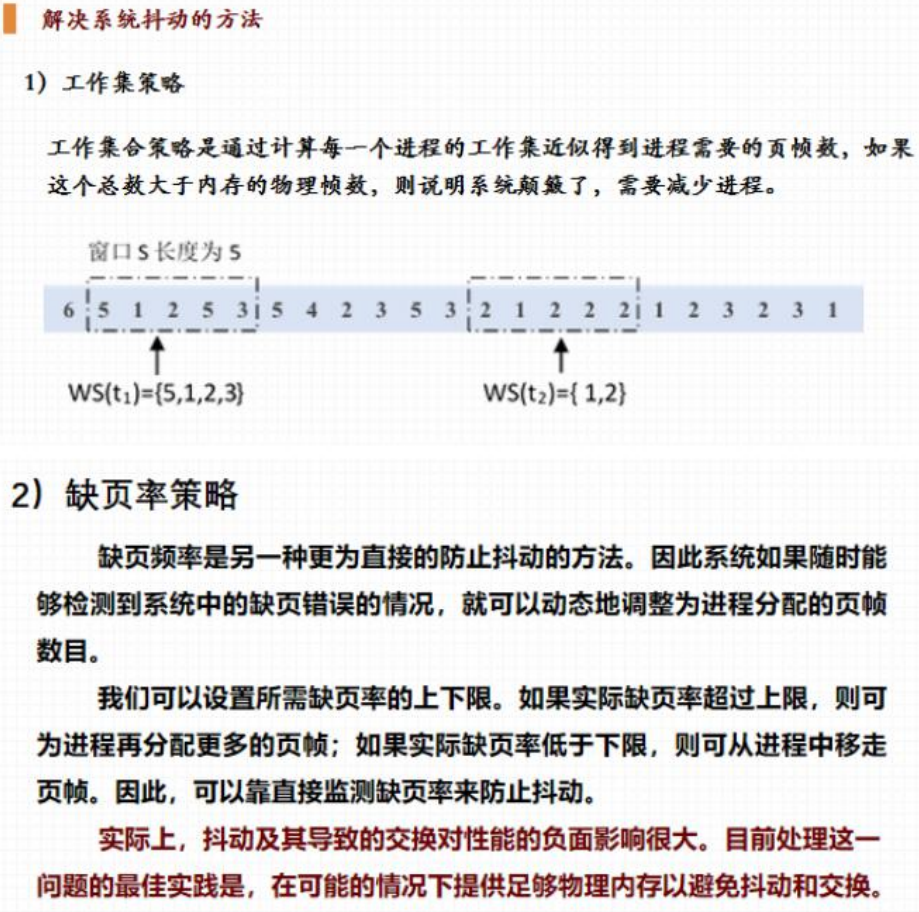 解决系统抖动的方法
1）工作集策略
工作集合策略是通过计算每一个进程的工作集近似得到进程需要的页帧数，如果
这个总数大于内存的物理帧数，则说明系统颠簸了，需要减少进程。
窗口 S 长度为 5
6 5 1 2 5 3 5 4 2 3 5 3 2 1 2 2 2 1 2 3 2 3 1
WS(t₁)={5,1,2,3} WS(t₂)={ 1,2}
2）缺页率策略
缺页频率是另一种更为直接的防止抖动的方法。因此系统如果随时能
够检测到系统中的缺页错误的情况，就可以动态地调整为进程分配的页帧
数目。
我们可以设置所需缺页率的上下限。如果实际缺页率超过上限，则可
为进程再分配更多的页帧；如果实际缺页率低于下限，则可从进程中移走
页帧。因此，可以靠直接监测缺页率来防止抖动。
实际上，抖动及其导致的交换对性能的负面影响很大。目前处理这一
问题的最佳实践是，在可能的情况下提供足够物理内存以避免抖动和交换。